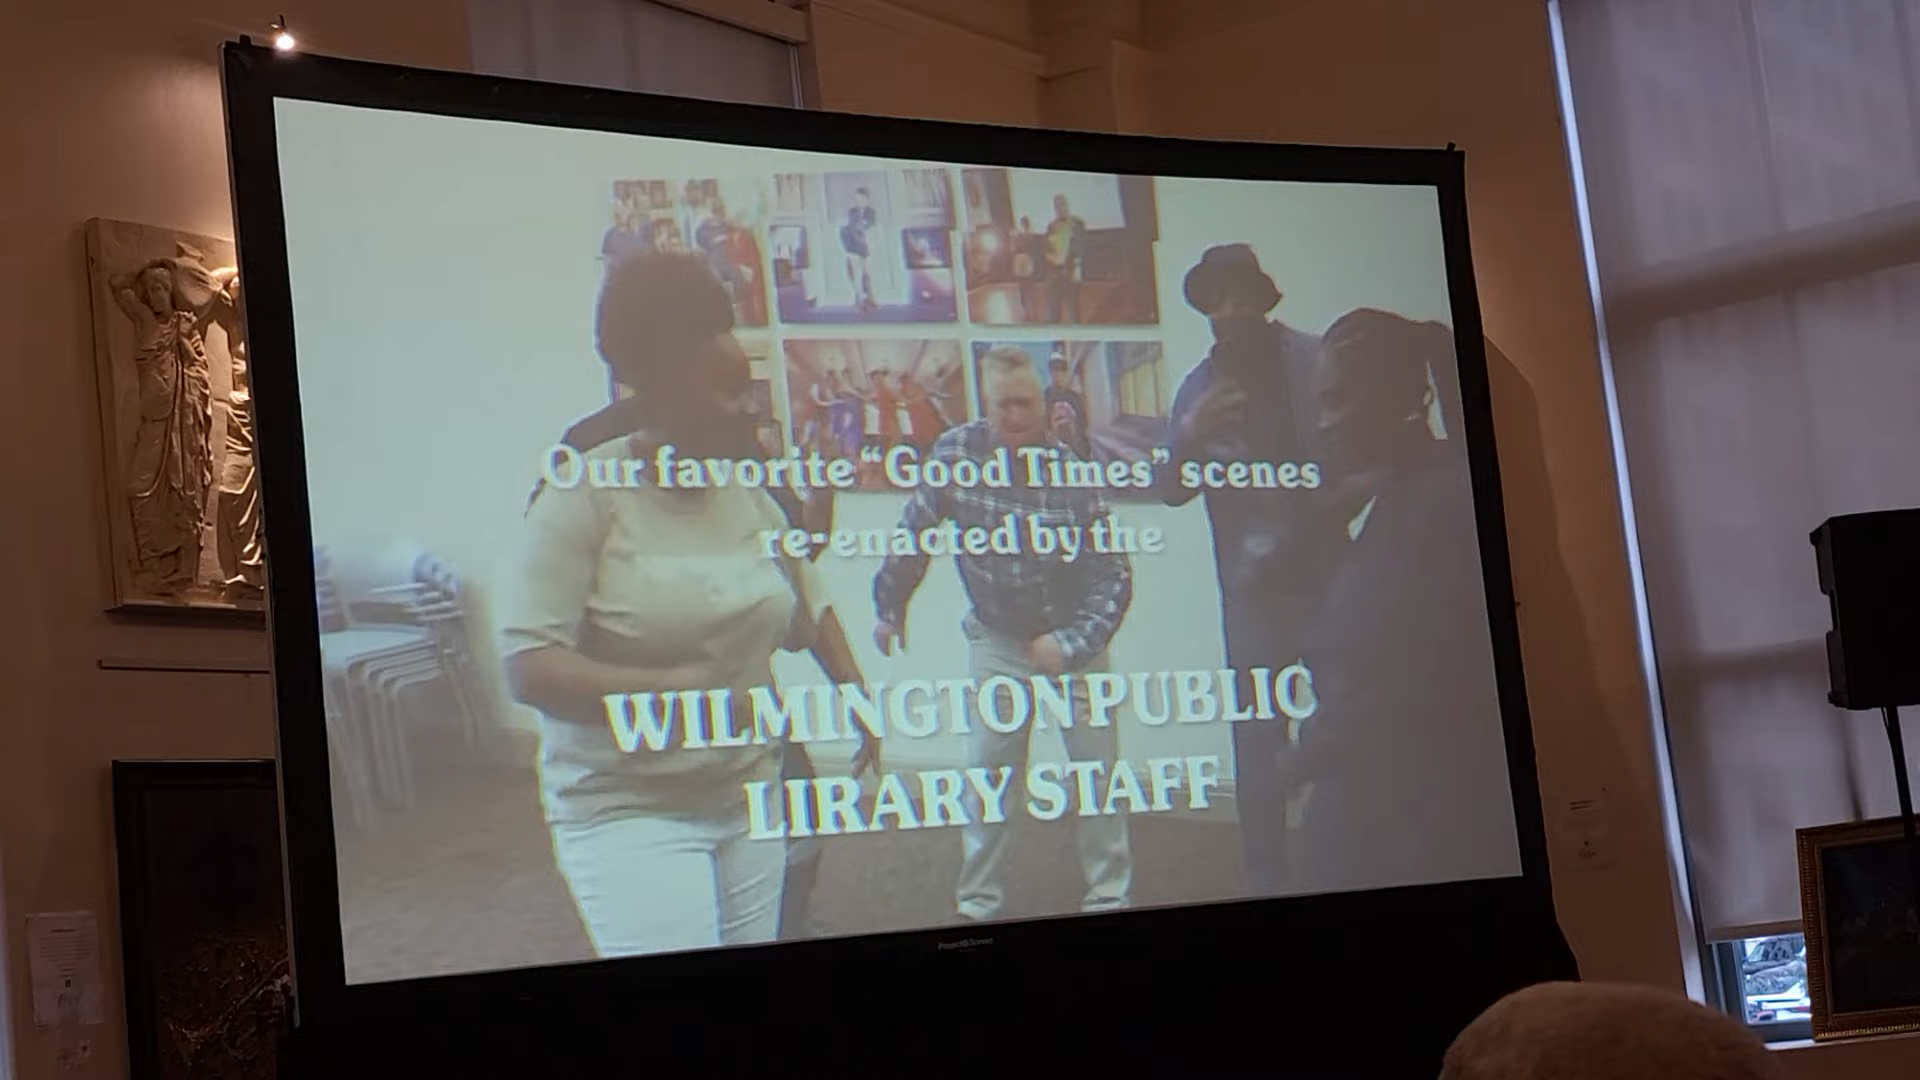 Our favorite “Good Times” scenes
re-enacted by the
WILMINGTON PUBLIC
LIRARY STAFF